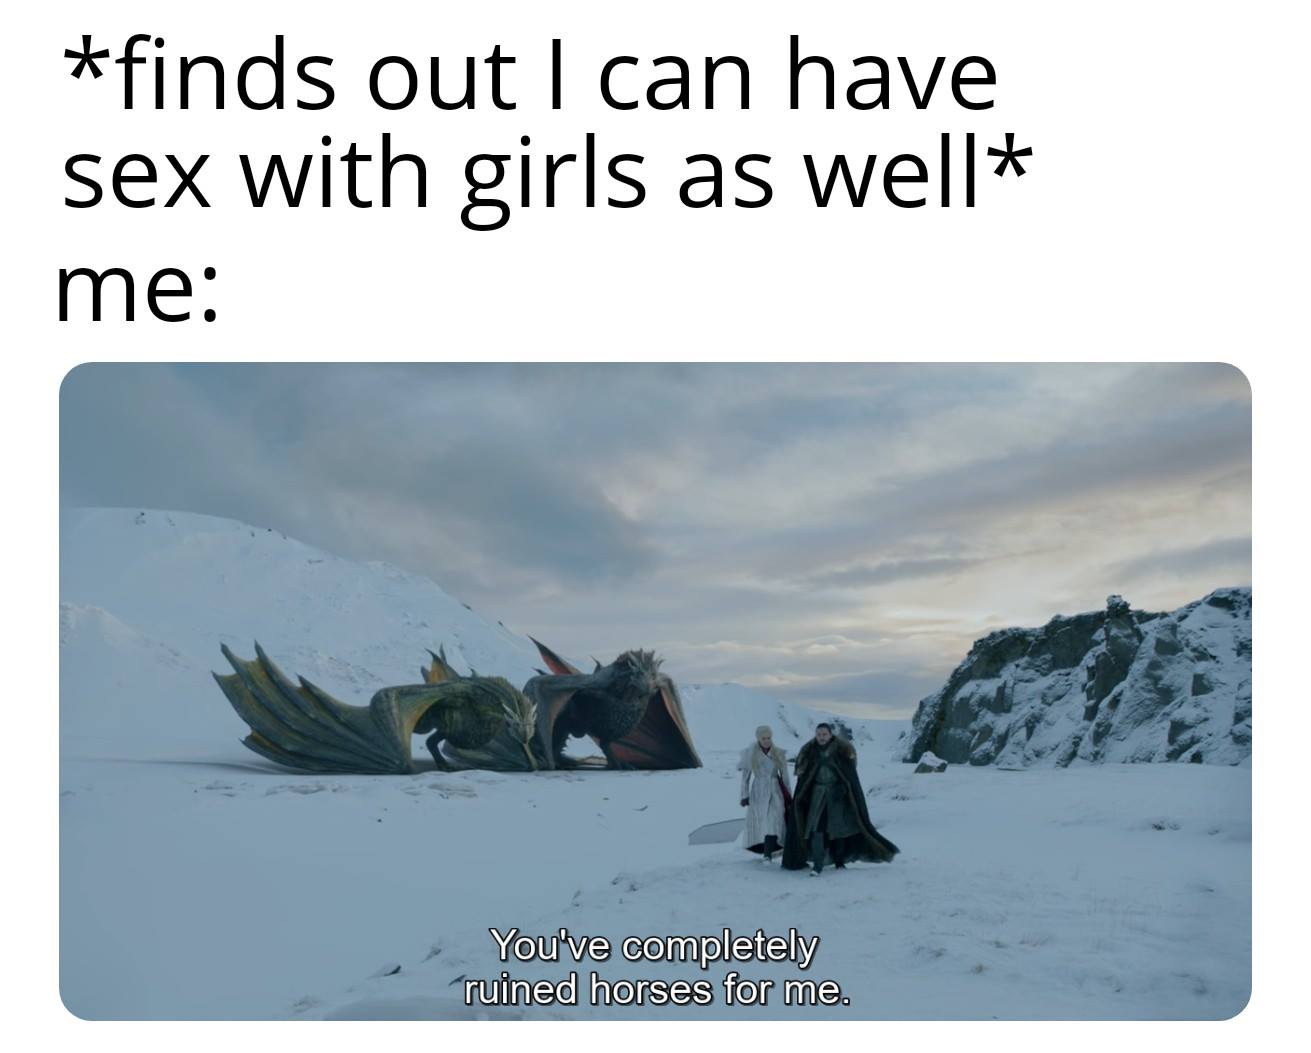 *finds out I can have
sex with girls as well*
me:
You've completely
ruined horses for me.